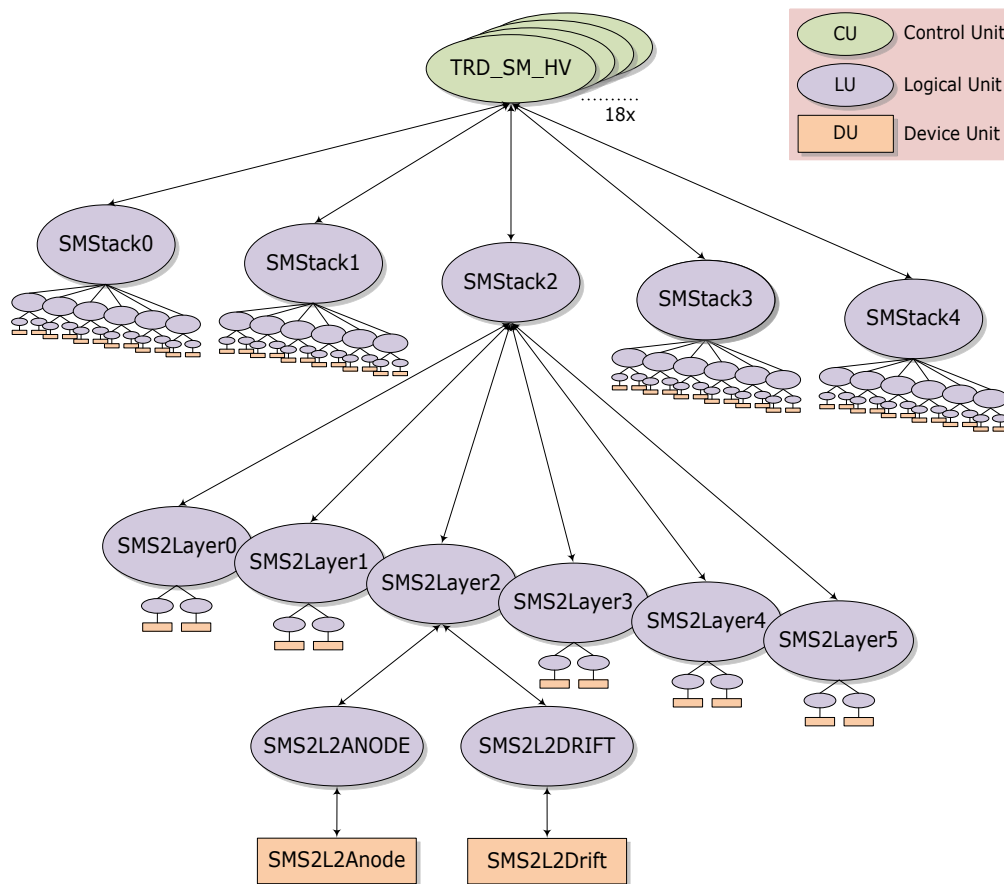 TRD_SM_HV
18x
CU Control Unit
LU Logical Unit
DU Device Unit
SMStack0
SMStack1
SMStack2
SMStack3
SMStack4
SMS2Layer0
SMS2Layer1
SMS2Layer2
SMS2Layer3
SMS2Layer4
SMS2Layer5
SMS2L2ANODE
SMS2L2DRIFT
SMS2L2Anode
SMS2L2Drift